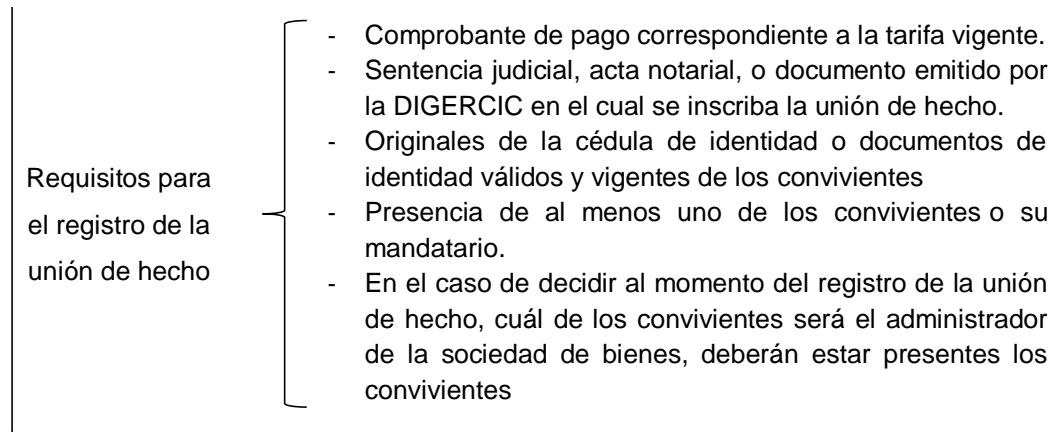 Requisitos para
el registro de la
unión de hecho
- Comprobante de pago correspondiente a la tarifa vigente.
- Sentencia judicial, acta notarial, o documento emitido por
la DIGERCIC en el cual se inscriba la unión de hecho.
- Originales de la cédula de identidad o documentos de
identidad válidos y vigentes de los convivientes
- Presencia de al menos uno de los convivientes o su
mandatario.
- En el caso de decidir al momento del registro de la unión
de hecho, cuál de los convivientes será el administrador
de la sociedad de bienes, deberán estar presentes los
convivientes